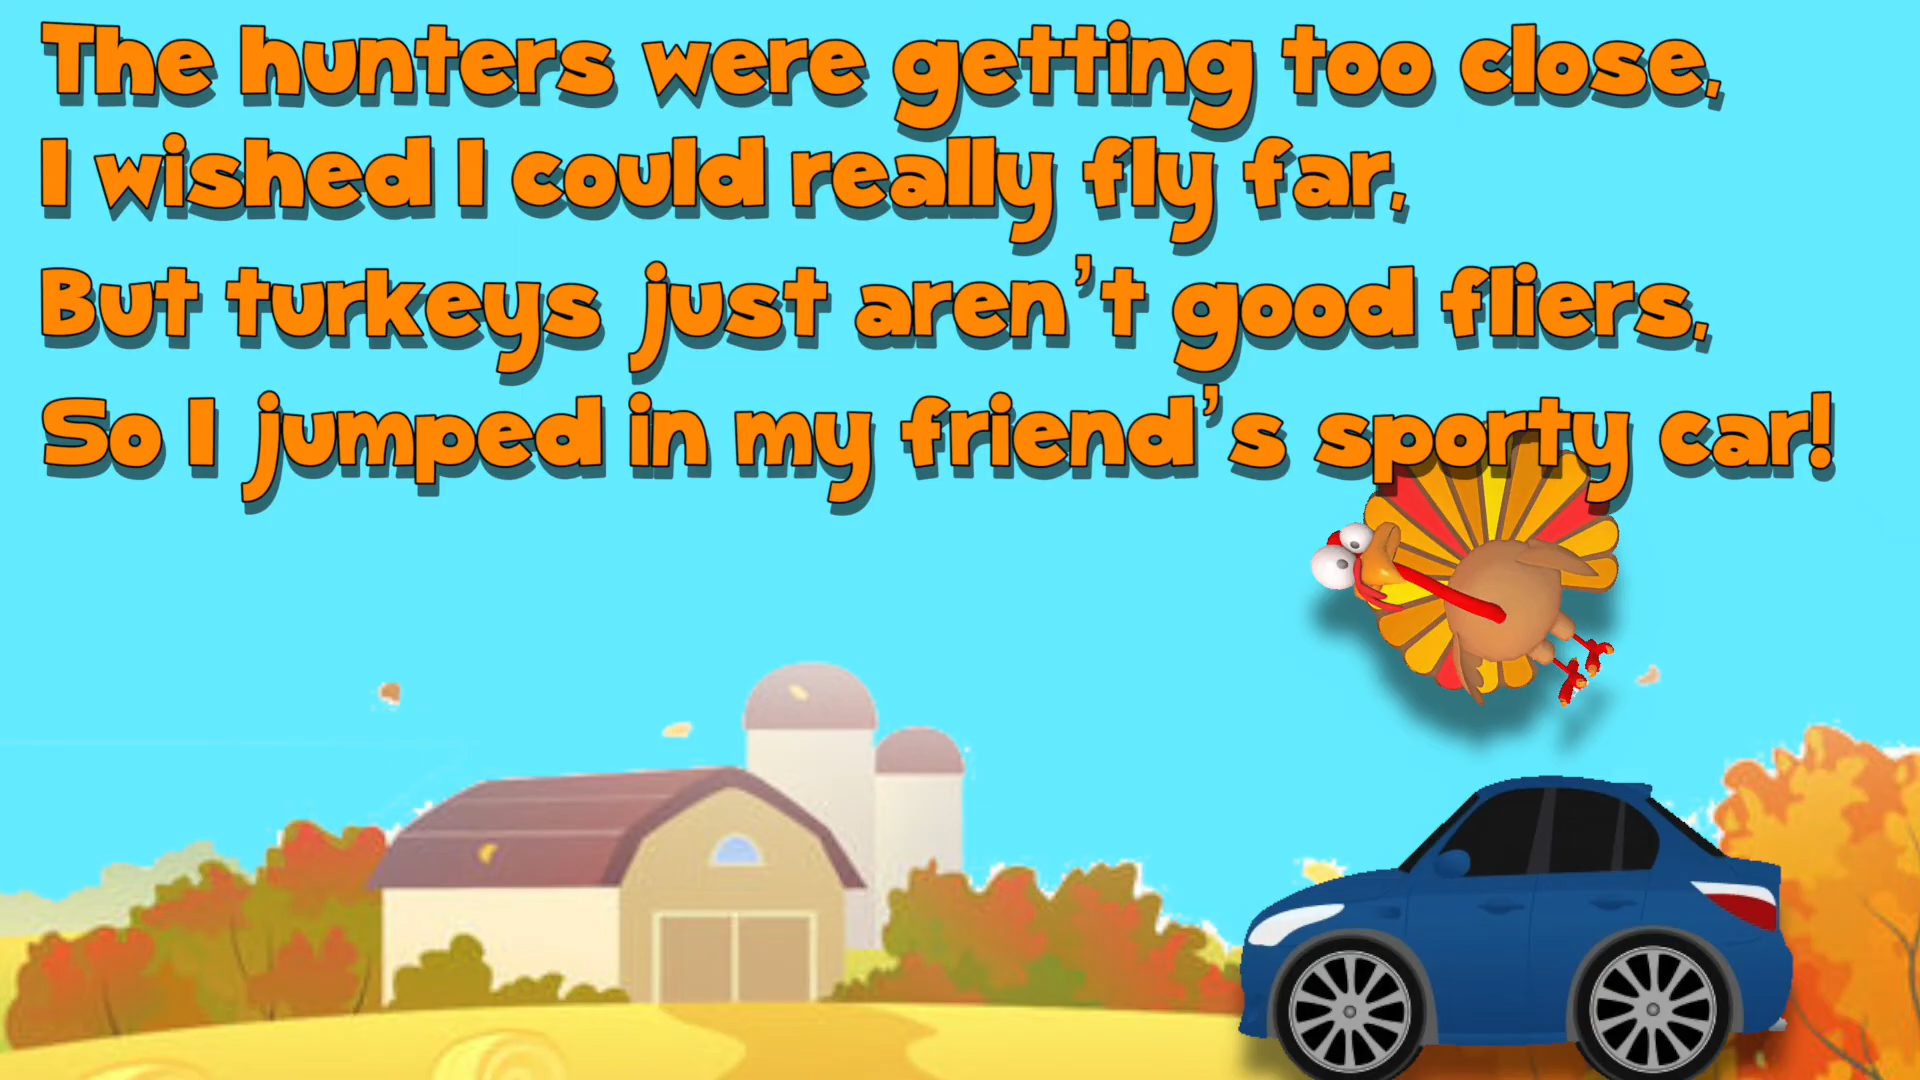 The hunters were getting too close,
I wished I could really fly far,
But turkeys just aren't good fliers,
So I jumped in my friend's sporty car!